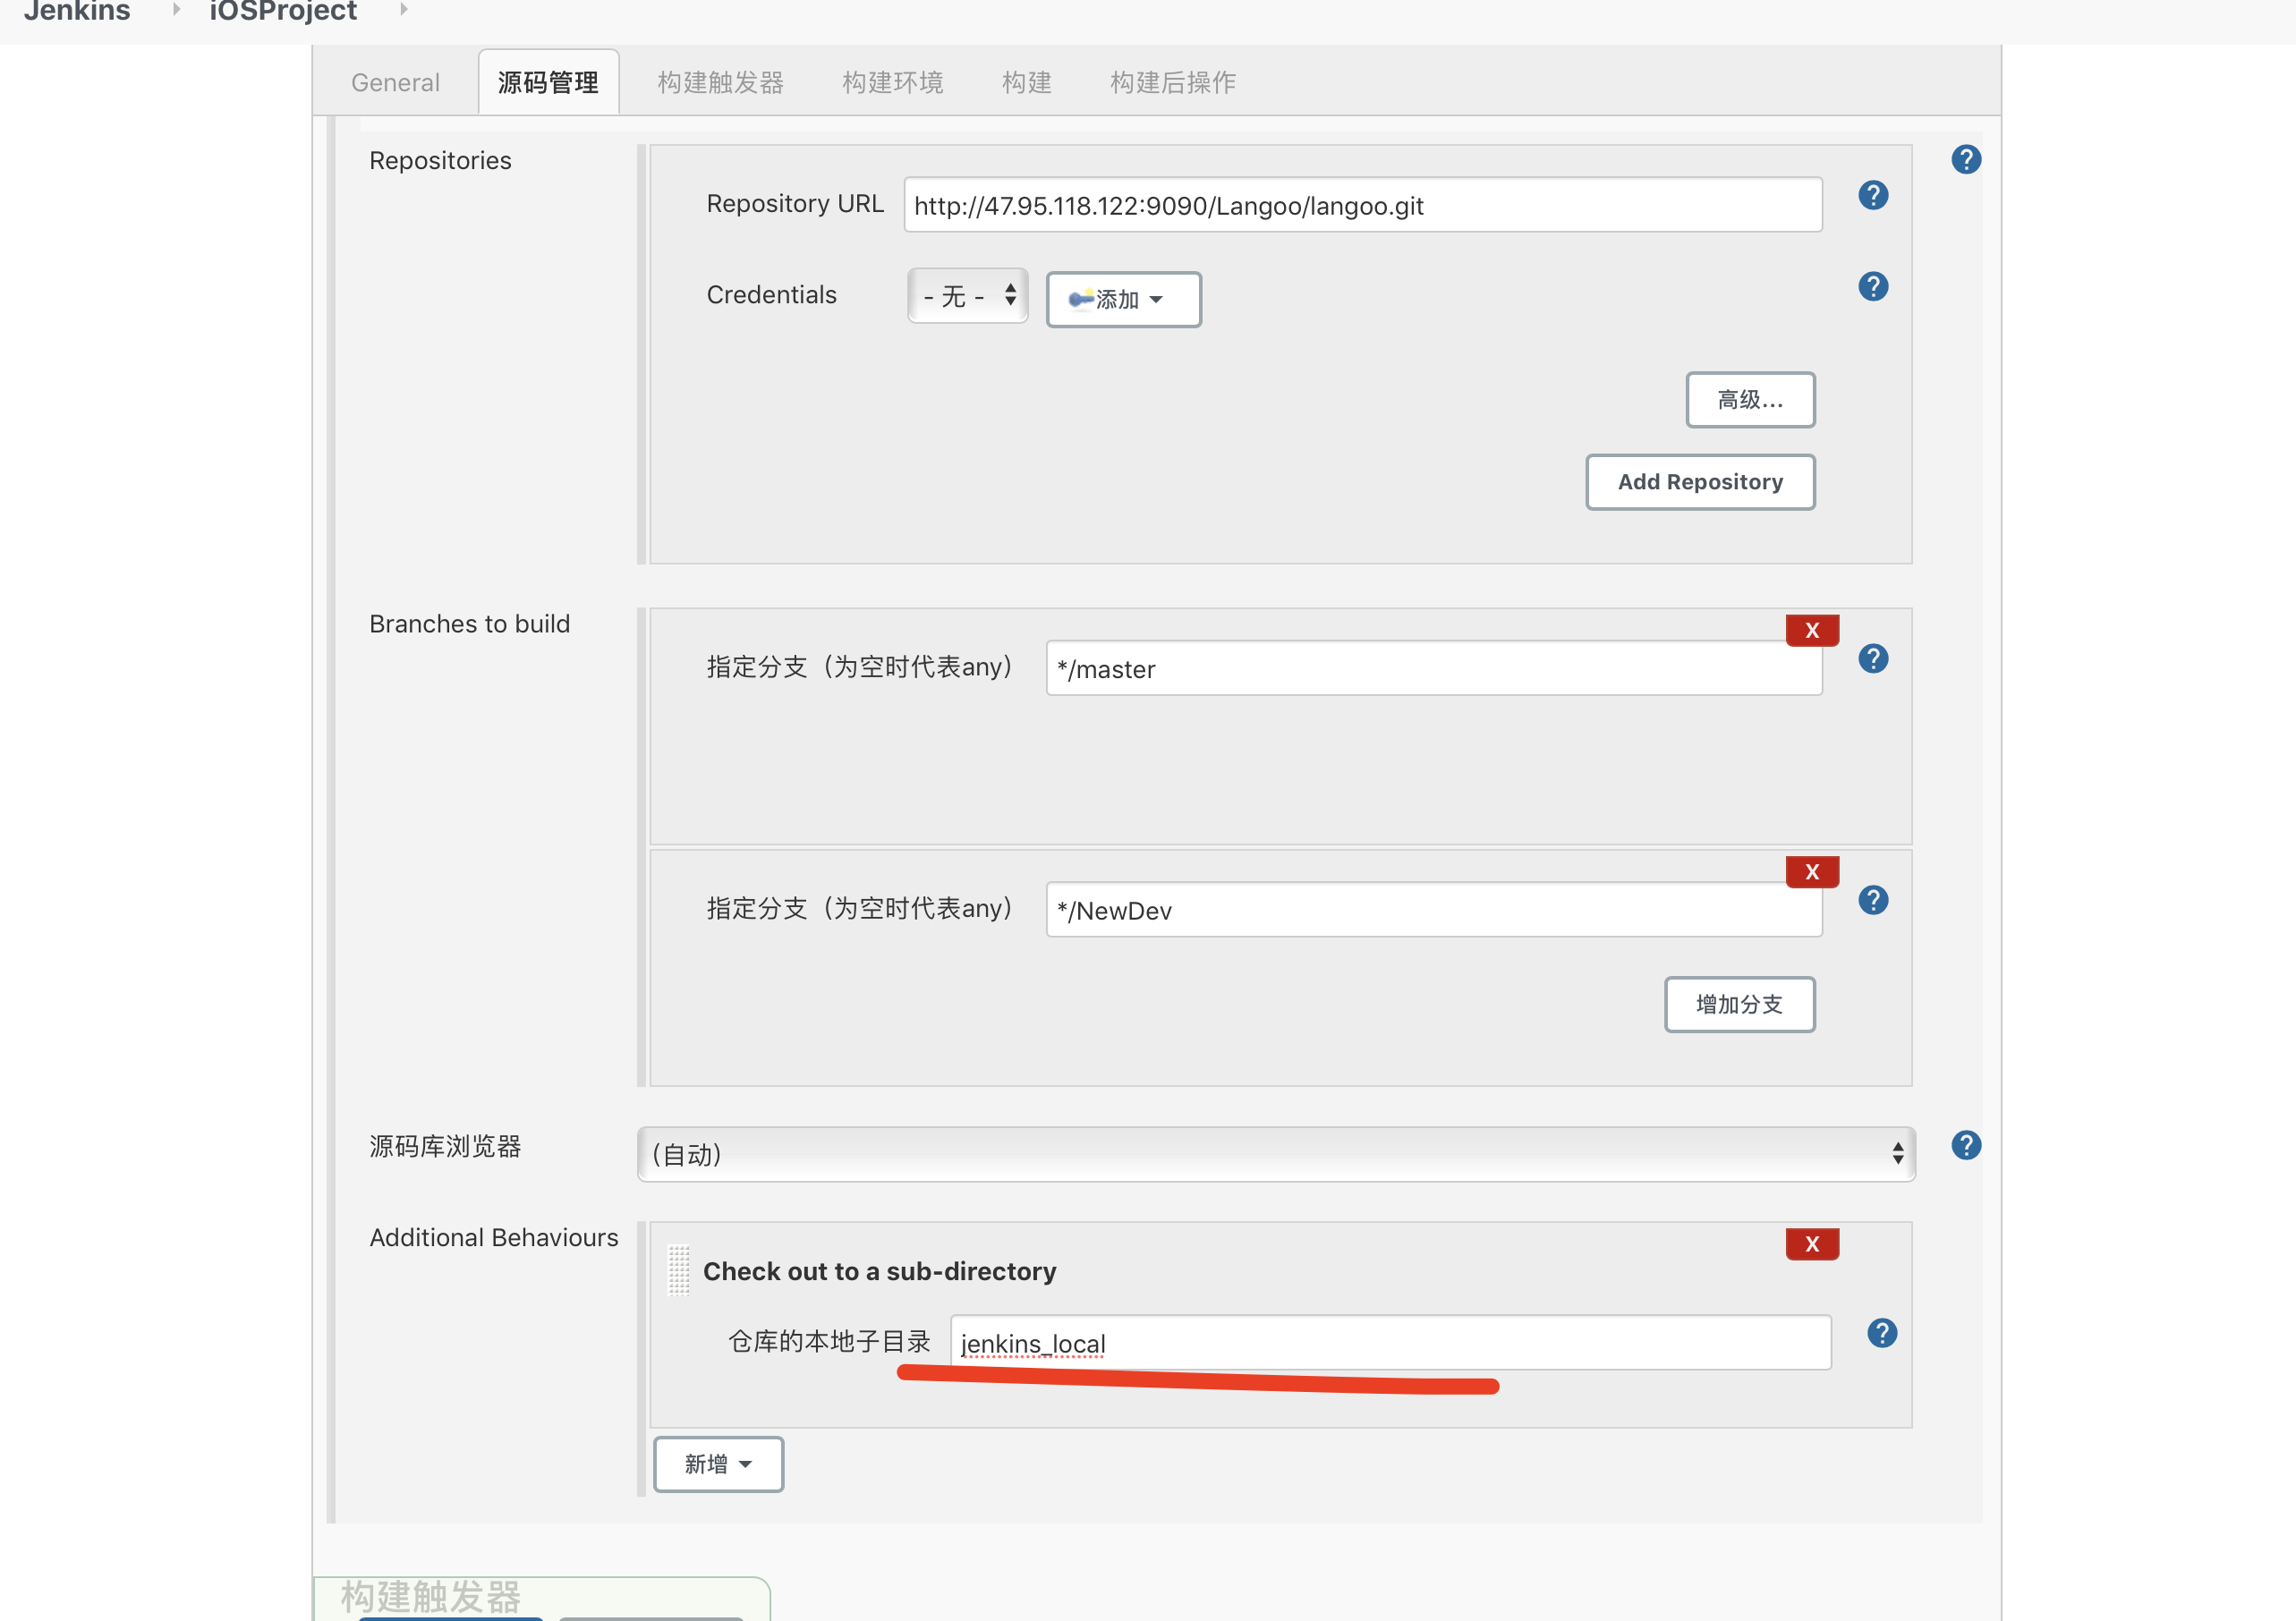 Jenkins iOSProject
General 源码管理 构建触发器 构建环境 构建 构建后操作
Repositories
Repository URL http://47.95.118.122:9090/Langoo/langoo.git
Credentials - 无 - 添加
高级...
Add Repository
Branches to build
X
指定分支（为空时代表any） */master
X
指定分支（为空时代表any） */NewDev
增加分支
源码库浏览器 (自动)
Additional Behaviours
X
Check out to a sub-directory
仓库的本地子目录 jenkins_local
新增
构建触发器